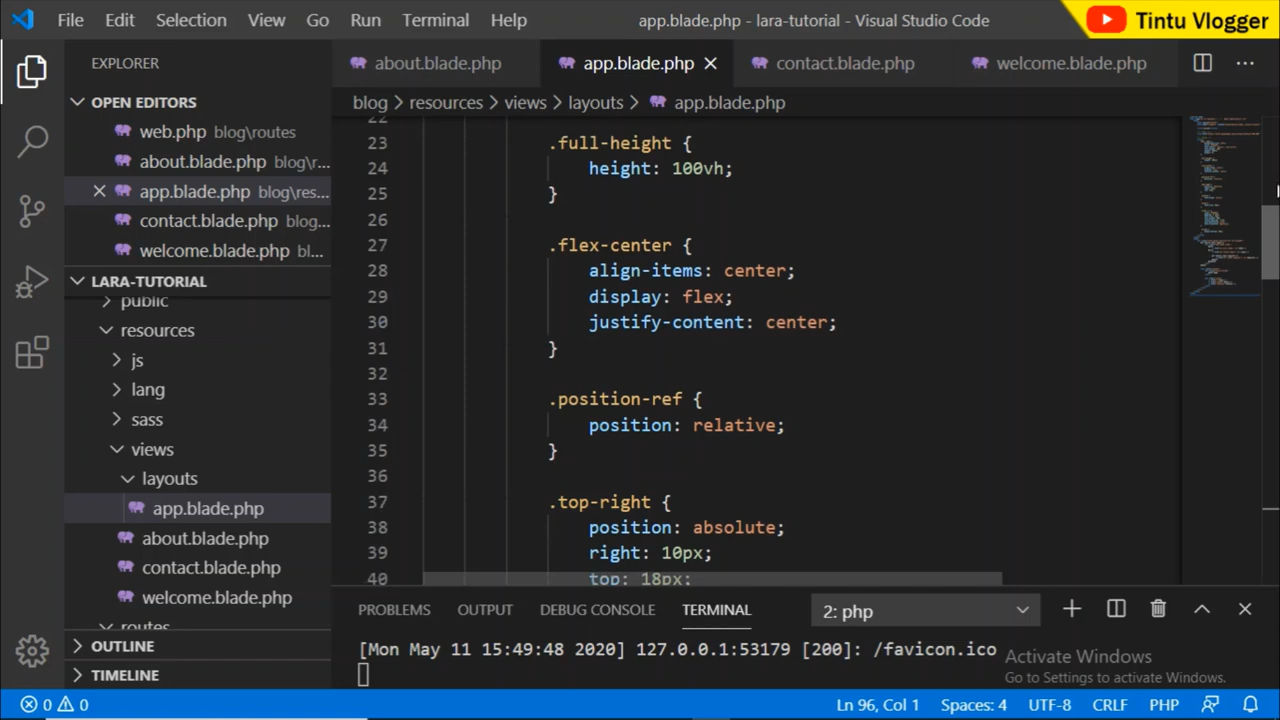 File Edit Selection View Go Run Terminal Help
app.blade.php - lara-tutorial - Visual Studio Code
Tintu Vlogger
EXPLORER
OPEN EDITORS
web.php blog\routes
about.blade.php blog\r...
app.blade.php blog\res...
contact.blade.php blog...
welcome.blade.php bl...
LARA-TUTORIAL
public
resources
js
lang
sass
views
layouts
app.blade.php
about.blade.php
contact.blade.php
welcome.blade.php
routes
OUTLINE
TIMELINE
about.blade.php app.blade.php contact.blade.php welcome.blade.php
blog > resources > views > layouts > app.blade.php
22
23 .full-height {
24 height: 100vh;
25 }
26
27 .flex-center {
28 align-items: center;
29 display: flex;
30 justify-content: center;
31 }
32
33 .position-ref {
34 position: relative;
35 }
36
37 .top-right {
38 position: absolute;
39 right: 10px;
40 top: 18px;
PROBLEMS OUTPUT DEBUG CONSOLE TERMINAL 2: php
[Mon May 11 15:49:48 2020] 127.0.0.1:53179 [200]: /favicon.ico
Activate Windows
Go to Settings to activate Windows.
0 0 Ln 96, Col 1 Spaces: 4 UTF-8 CRLF PHP